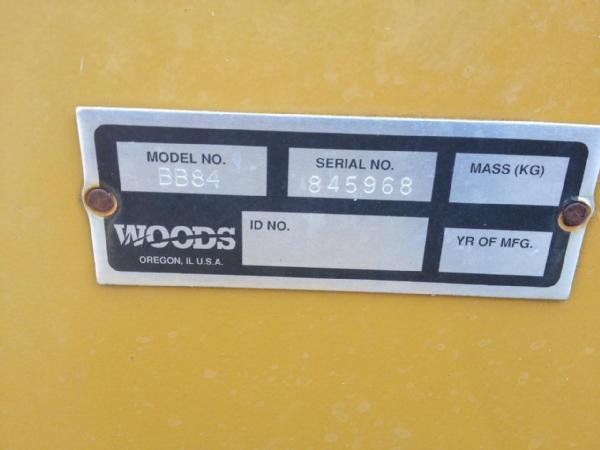 MODEL NO.
BB84
SERIAL NO.
845968
MASS (KG)
WOODS
OREGON, IL U.S.A.
ID NO.
YR OF MFG.